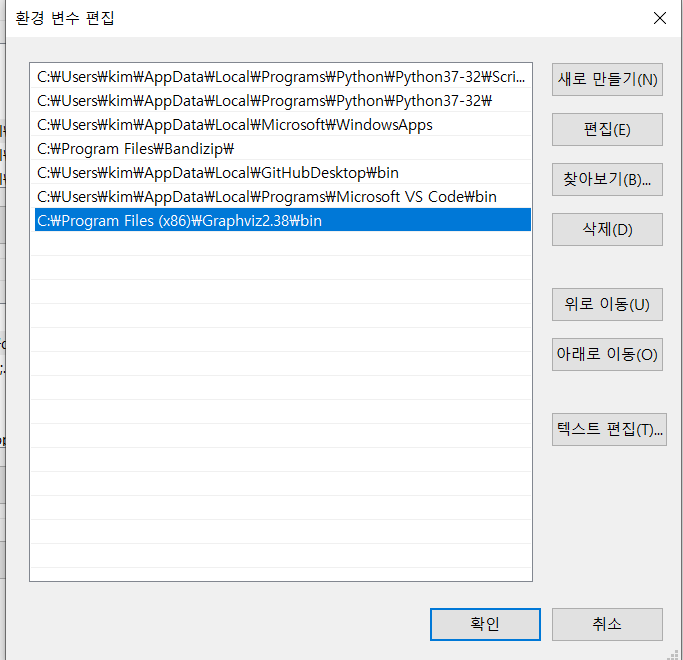 환경 변수 편집
C:₩Users₩kim₩AppData₩Local₩Programs₩Python₩Python37-32₩Scri...
C:₩Users₩kim₩AppData₩Local₩Programs₩Python₩Python37-32₩
C:₩Users₩kim₩AppData₩Local₩Microsoft₩WindowsApps
C:₩Program Files₩Bandizip₩
C:₩Users₩kim₩AppData₩Local₩GitHubDesktop₩bin
C:₩Users₩kim₩AppData₩Local₩Programs₩Microsoft VS Code₩bin
C:₩Program Files (x86)₩Graphviz2.38₩bin
새로 만들기(N)
편집(E)
찾아보기(B)...
삭제(D)
위로 이동(U)
아래로 이동(O)
텍스트 편집(T)...
확인
취소